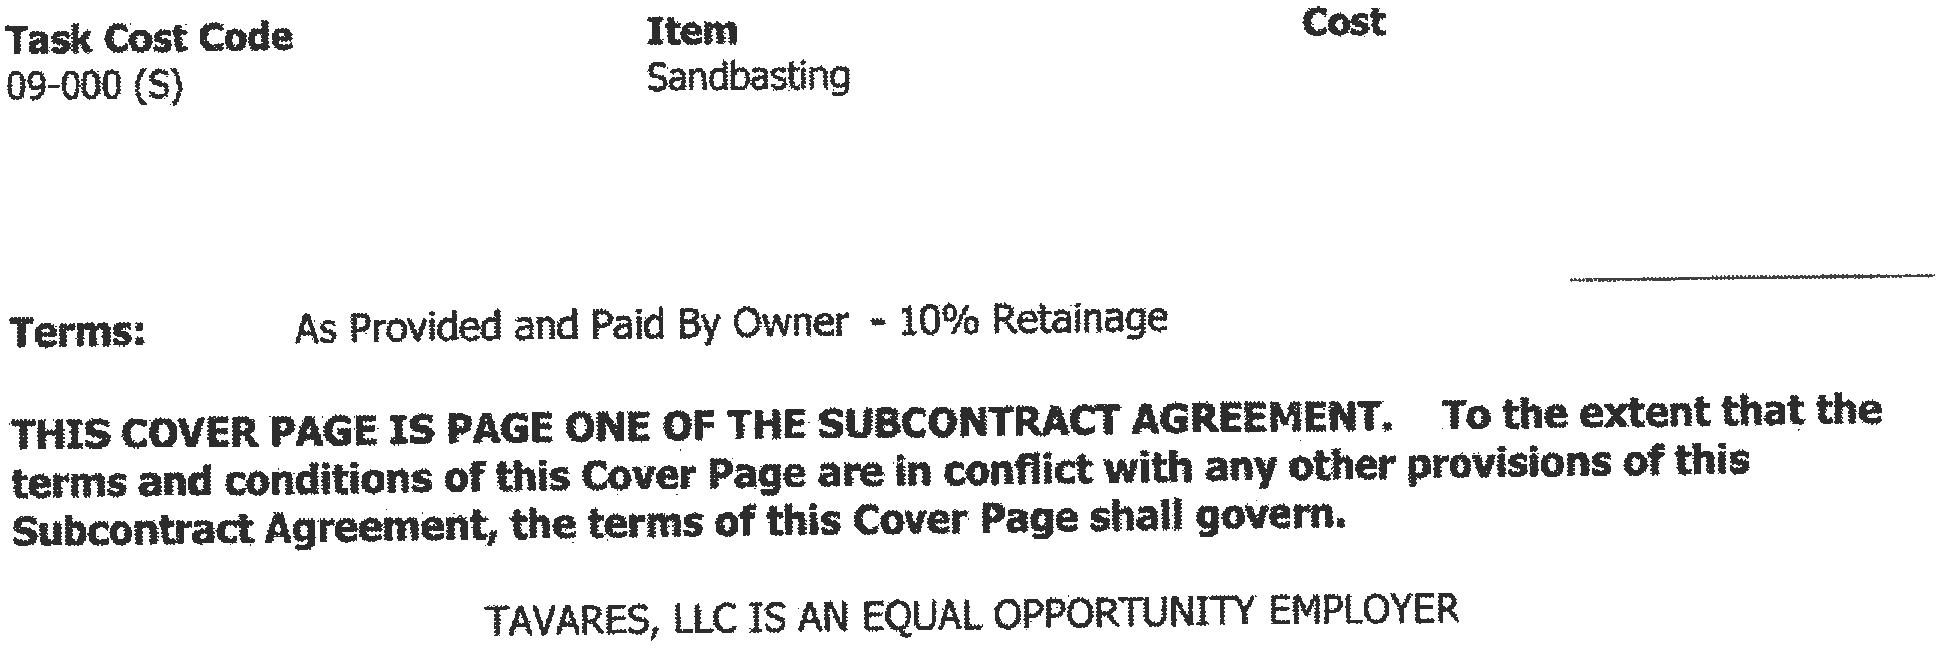 Task Cost Code Item Cost
09-000 (S) Sandbasting
Terms: As Provided and Paid By Owner - 10% Retainage
THIS COVER PAGE IS PAGE ONE OF THE SUBCONTRACT AGREEMENT. To the extent that the
terms and conditions of this Cover Page are in conflict with any other provisions of this
Subcontract Agreement, the terms of this Cover Page shall govern.
TAVARES, LLC IS AN EQUAL OPPORTUNITY EMPLOYER